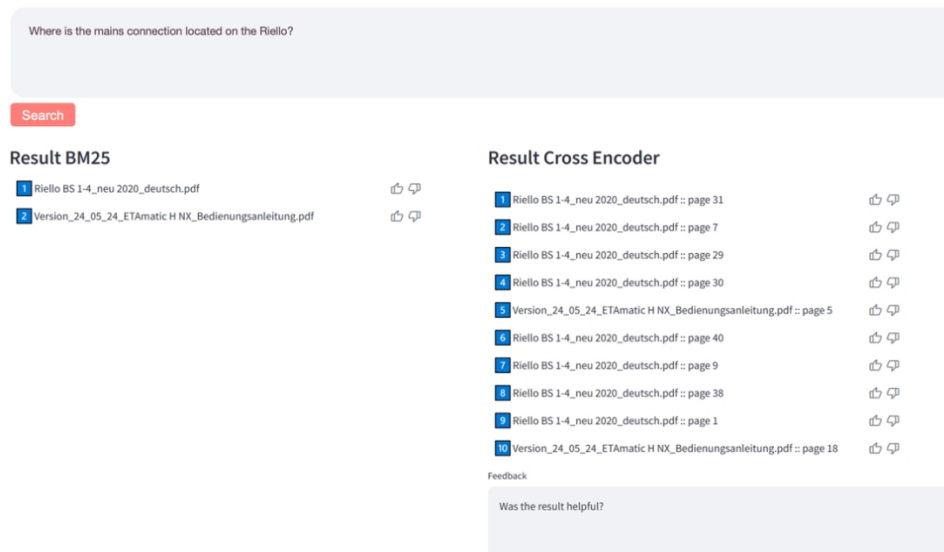 Where is the mains connection located on the Riello?
Search
Result BM25
1 Riello BS 1-4_neu 2020_deutsch.pdf
2 Version_24_05_24_ETAmatic H NX_Bedienungsanleitung.pdf
Result Cross Encoder
1 Riello BS 1-4_neu 2020_deutsch.pdf :: page 31
2 Riello BS 1-4_neu 2020_deutsch.pdf :: page 7
3 Riello BS 1-4_neu 2020_deutsch.pdf :: page 29
4 Riello BS 1-4_neu 2020_deutsch.pdf :: page 30
5 Version_24_05_24_ETAmatic H NX_Bedienungsanleitung.pdf :: page 5
6 Riello BS 1-4_neu 2020_deutsch.pdf :: page 40
7 Riello BS 1-4_neu 2020_deutsch.pdf :: page 9
8 Riello BS 1-4_neu 2020_deutsch.pdf :: page 38
9 Riello BS 1-4_neu 2020_deutsch.pdf :: page 1
10 Version_24_05_24_ETAmatic H NX_Bedienungsanleitung.pdf :: page 18
Feedback
Was the result helpful?